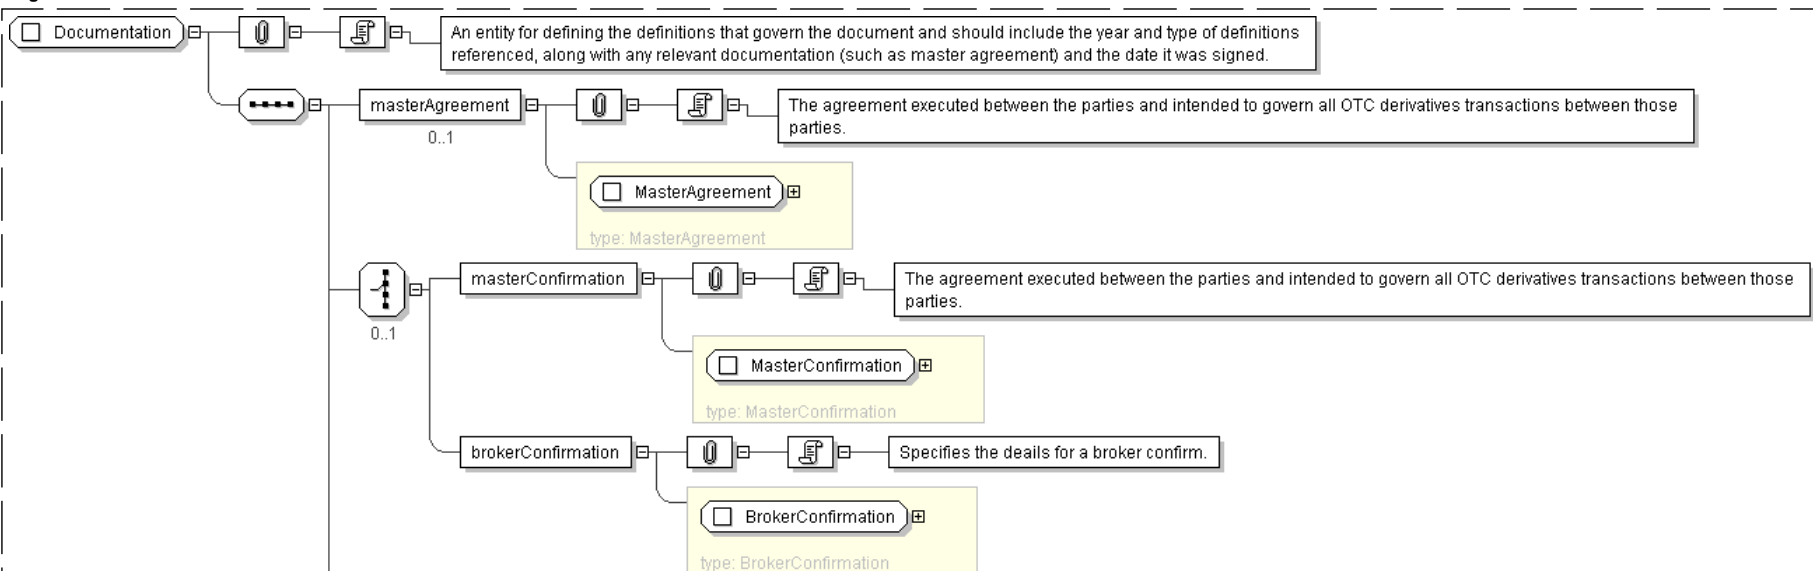 Documentation
An entity for defining the definitions that govern the document and should include the year and type of definitions
referenced, along with any relevant documentation (such as master agreement) and the date it was signed.
masterAgreement
0..1
The agreement executed between the parties and intended to govern all OTC derivatives transactions between those
parties.
MasterAgreement
type: MasterAgreement
0..1
masterConfirmation
The agreement executed between the parties and intended to govern all OTC derivatives transactions between those
parties.
MasterConfirmation
type: MasterConfirmation
brokerConfirmation
Specifies the deails for a broker confirm.
BrokerConfirmation
type: BrokerConfirmation